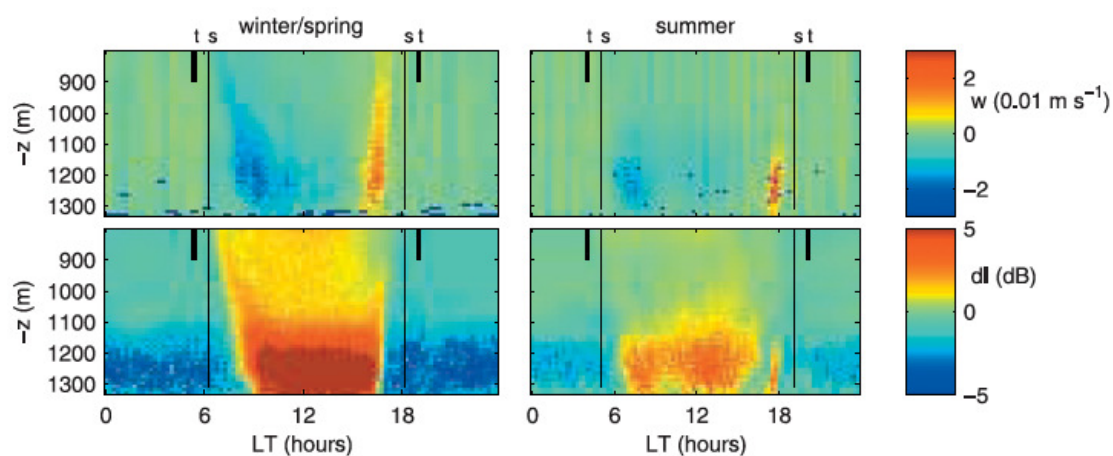 winter/spring summer
t s s t t s s t
900
1000
1100
1200
1300
-z (m)
2
0
-2
w (0.01 m s⁻¹)
900
1000
1100
1200
1300
-z (m)
5
0
-5
dI (dB)
0 6 12 18 0 6 12 18
LT (hours) LT (hours)